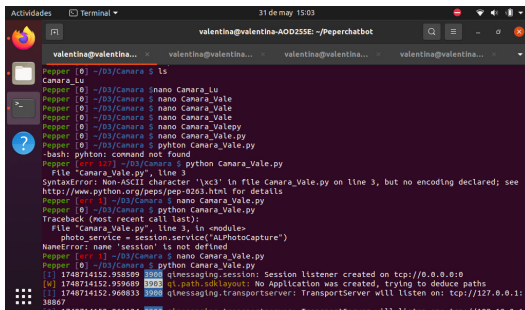 Actividades Terminal 31 de may 15:03
valentina@valentina-AOD255E: ~/Peperchatbot
valentina@valentina... valentina@valentina... valentina@valentina... valentina@valentina...
Pepper [0] ~/D3/Camara $ ls
Camara_Lu
Pepper [0] ~/D3/Camara $nano Camara_Lu
Pepper [0] ~/D3/Camara $ nano Camara_Vale
Pepper [0] ~/D3/Camara $ nano Camara_Vale
Pepper [0] ~/D3/Camara $ nano Camara_Vale
Pepper [0] ~/D3/Camara $ nano Camara_Valepy
Pepper [0] ~/D3/Camara $ nano Camara_Vale.py
Pepper [0] ~/D3/Camara $ pyhton Camara_Vale.py
-bash: pyhton: command not found
Pepper [err 127] ~/D3/Camara $ python Camara_Vale.py
File "Camara_Vale.py", line 3
SyntaxError: Non-ASCII character '\xc3' in file Camara_Vale.py on line 3, but no encoding declared; see
http://www.python.org/peps/pep-0263.html for details
Pepper [err 1] ~/D3/Camara $ nano Camara_Vale.py
Pepper [0] ~/D3/Camara $ python Camara_Vale.py
Traceback (most recent call last):
File "Camara_Vale.py", line 3, in <module>
photo_service = session.service("ALPhotoCapture")
NameError: name 'session' is not defined
Pepper [err 1] ~/D3/Camara $ nano Camara_Vale.py
Pepper [0] ~/D3/Camara $ python Camara_Vale.py
[I] 1748714152.958509 3900 qimessaging.session: Session listener created on tcp://0.0.0.0:0
[W] 1748714152.959689 3903 qi.path.sdklayout: No Application was created, trying to deduce paths
[I] 1748714152.960833 3900 qimessaging.transportserver: TransportServer will listen on: tcp://127.0.0.1:
38867